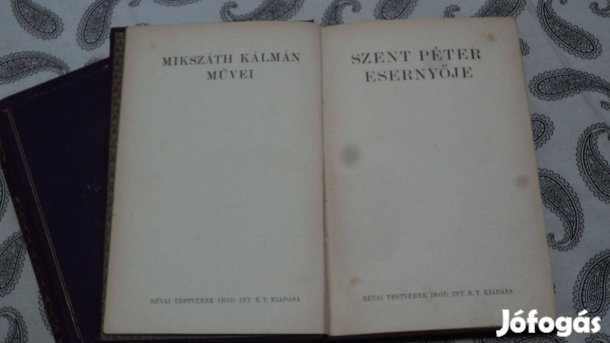 MIKSZÁTH KÁLMÁN
MŰVEI
RÉVAI TESTVÉREK IROD. INT. R. T. KIADÁSA
SZENT PÉTER
ESERNYŐJE
RÉVAI TESTVÉREK IROD. INT. R. T. KIADÁSA
Jófogás